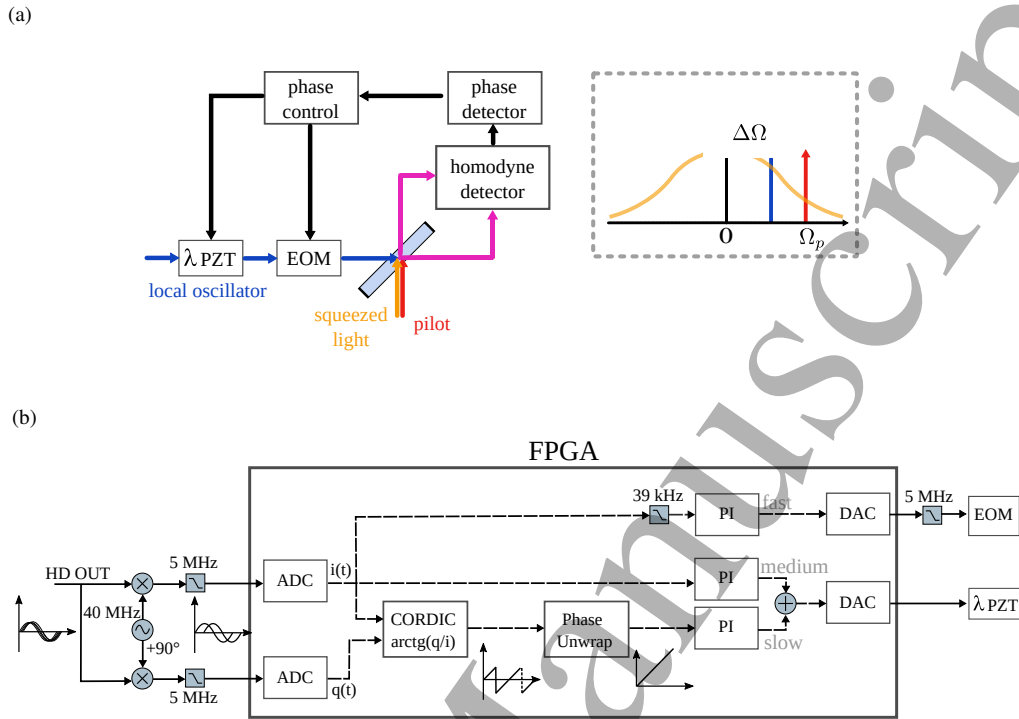 (a)
phase
control
phase
detector
homodyne
detector
λ PZT
EOM
local oscillator
squeezed
light
pilot
ΔΩ
0
Ωp
(b)
FPGA
HD OUT
40 MHz
+90°
5 MHz
5 MHz
ADC
i(t)
ADC
q(t)
CORDIC
arctg(q/i)
Phase
Unwrap
39 kHz
PI
fast
PI
medium
PI
slow
DAC
5 MHz
EOM
DAC
λ PZT
Manuscrip